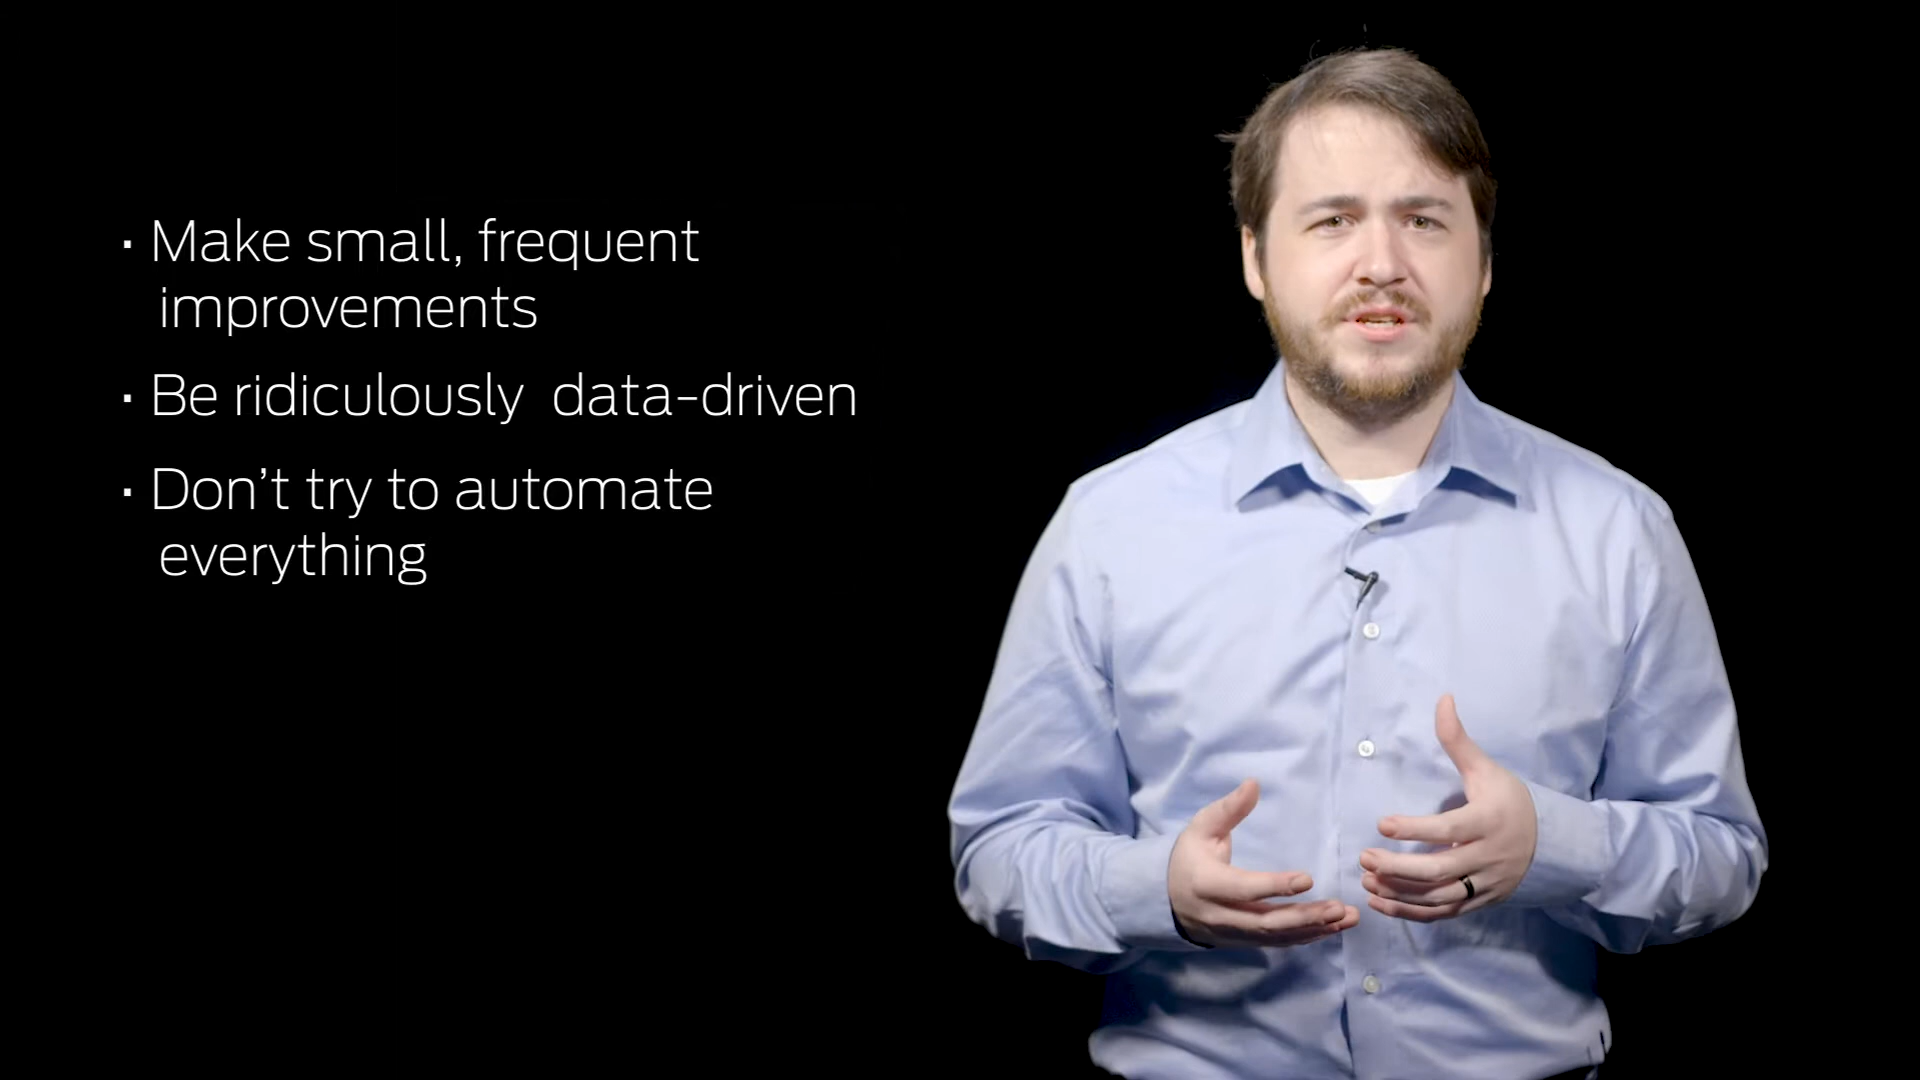 · Make small, frequent
improvements
· Be ridiculously data-driven
· Don't try to automate
everything